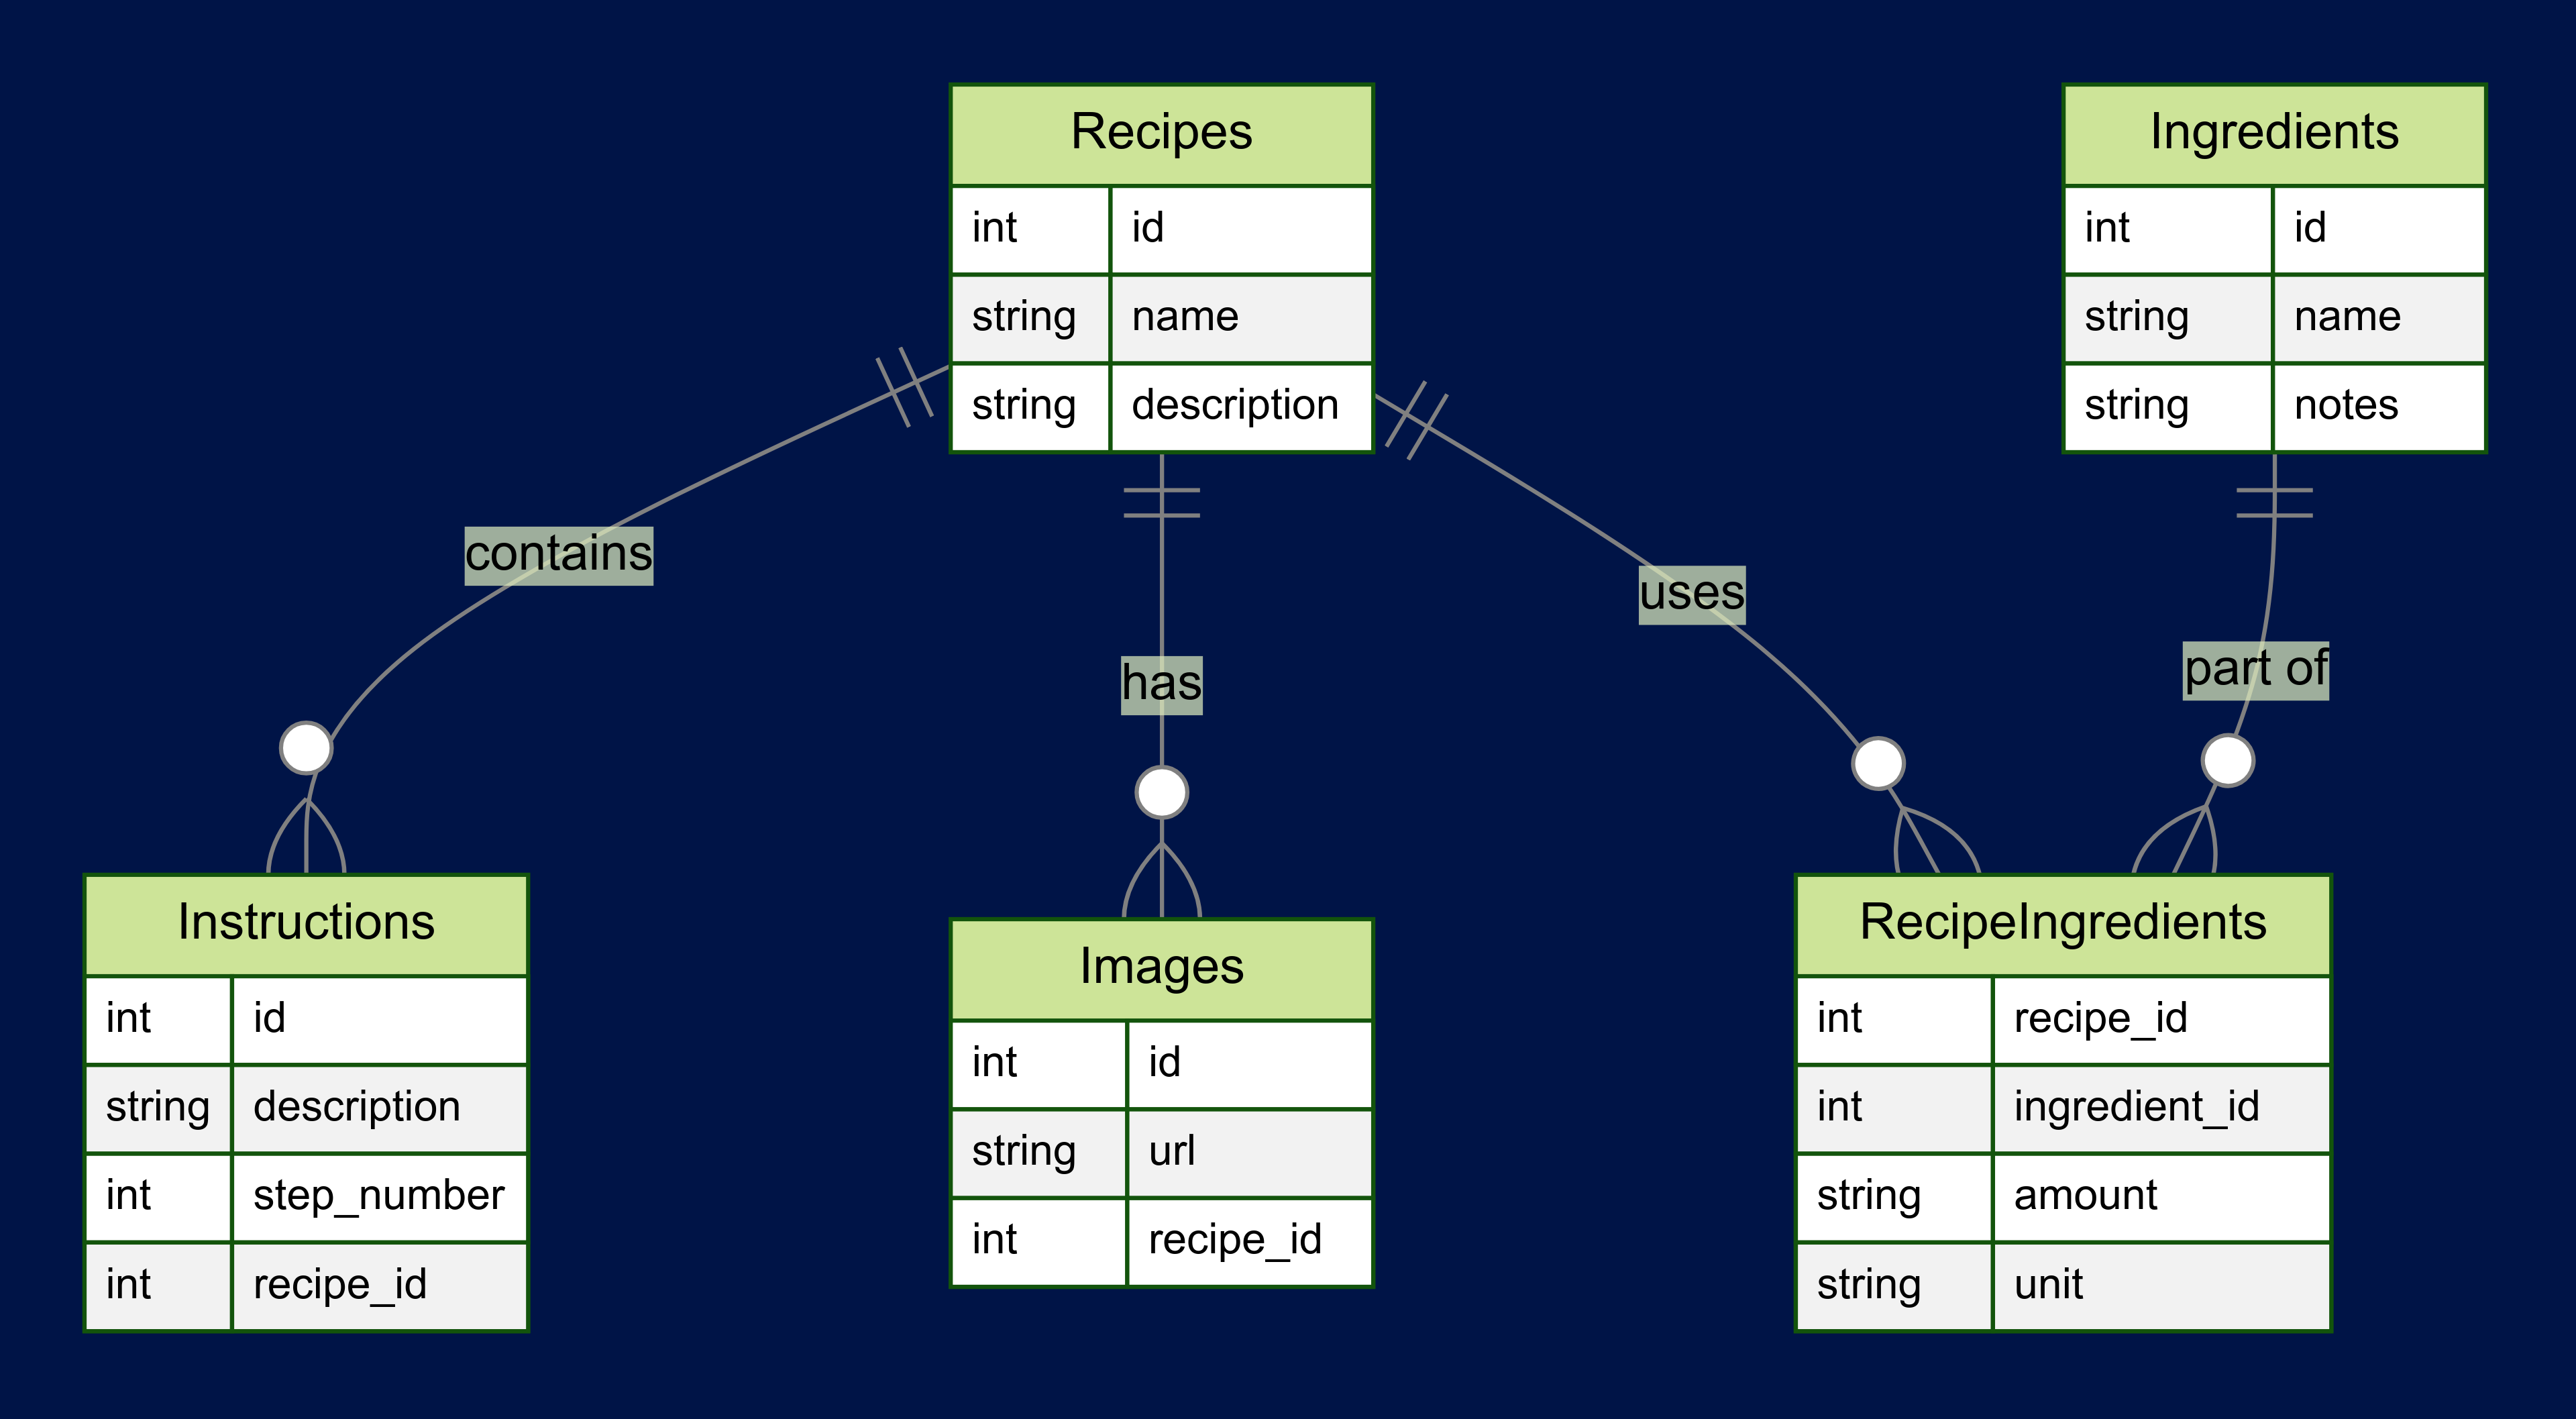 Recipes
int id
string name
string description
Ingredients
int id
string name
string notes
contains
has
uses
part of
Instructions
int id
string description
int step_number
int recipe_id
Images
int id
string url
int recipe_id
RecipeIngredients
int recipe_id
int ingredient_id
string amount
string unit